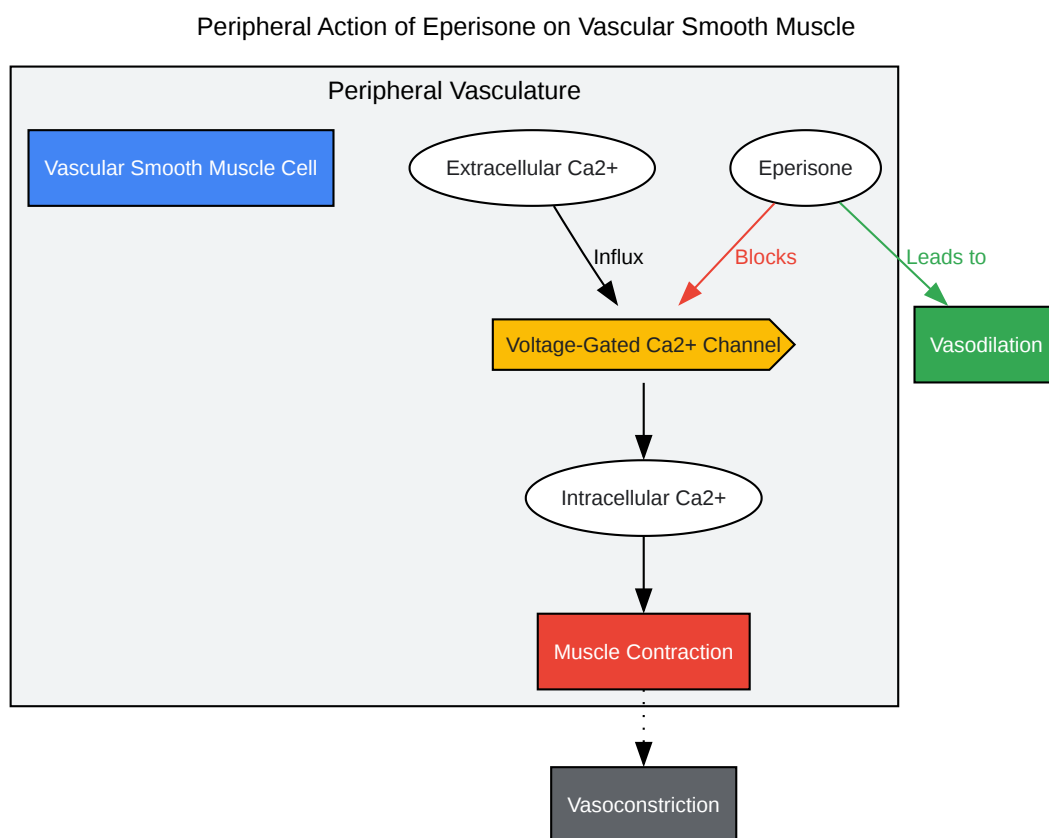 Peripheral Action of Eperisone on Vascular Smooth Muscle
Peripheral Vasculature
Vascular Smooth Muscle Cell
Extracellular Ca2+
Eperisone
Influx
Blocks
Leads to
Voltage-Gated Ca2+ Channel
Vasodilation
Intracellular Ca2+
Muscle Contraction
Vasoconstriction